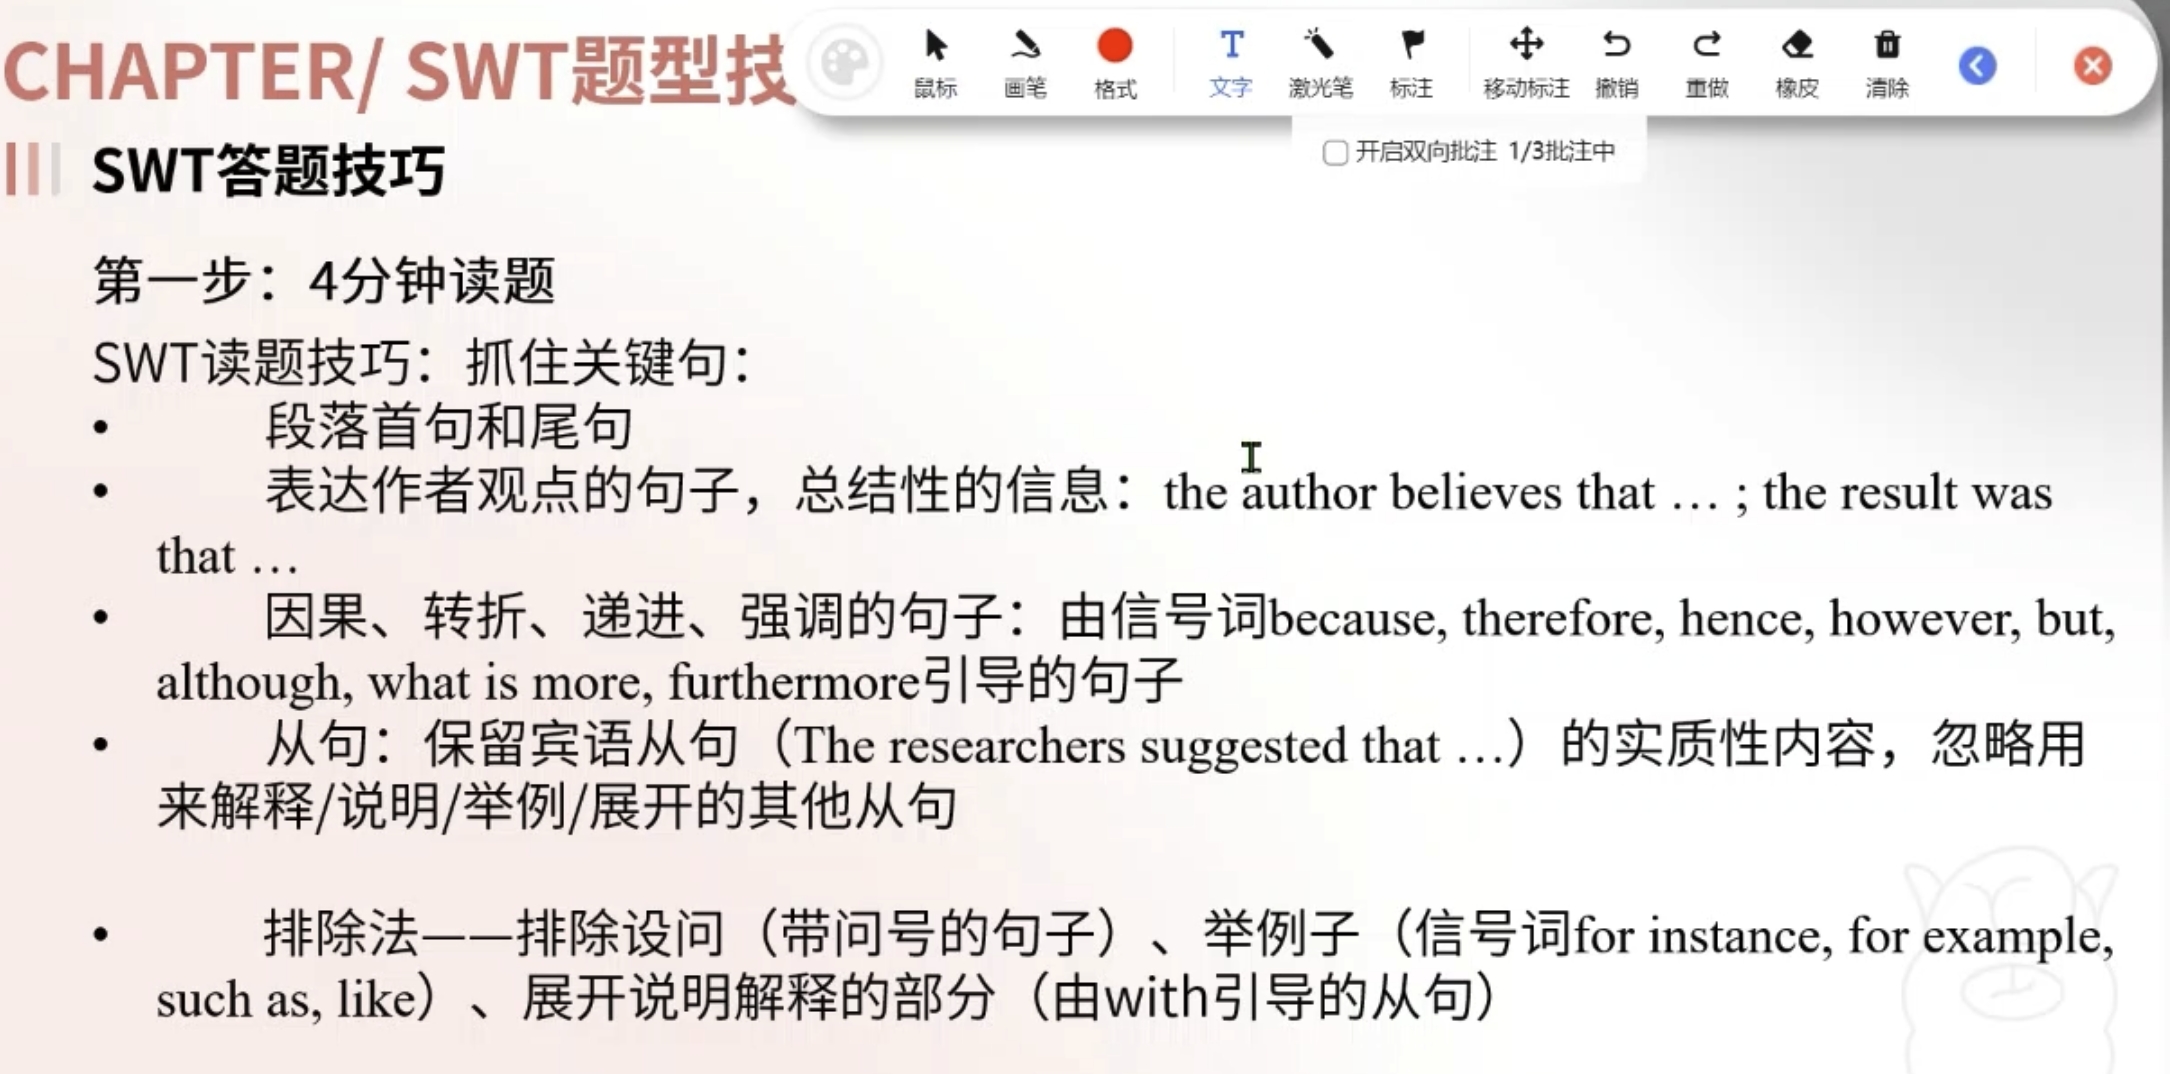 CHAPTER/ SWT题型技
鼠标 画笔 格式 文字 激光笔 标注 移动标注 撤销 重做 橡皮 清除
开启双向批注 1/3批注中
SWT答题技巧
第一步：4分钟读题
SWT读题技巧：抓住关键句：
• 段落首句和尾句
• 表达作者观点的句子，总结性的信息：the author believes that … ; the result was
that …
• 因果、转折、递进、强调的句子：由信号词because, therefore, hence, however, but,
although, what is more, furthermore引导的句子
• 从句：保留宾语从句（The researchers suggested that …）的实质性内容，忽略用
来解释/说明/举例/展开的其他从句
• 排除法——排除设问（带问号的句子）、举例子（信号词for instance, for example,
such as, like）、展开说明解释的部分（由with引导的从句）